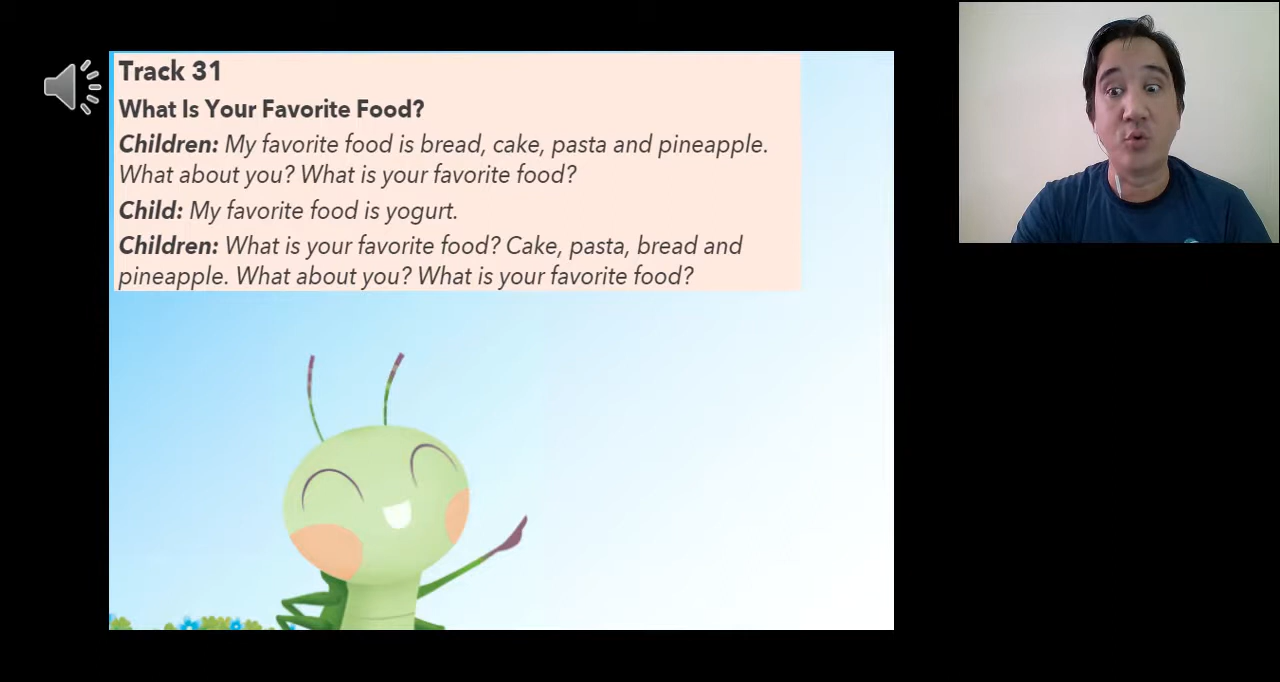 Track 31
What Is Your Favorite Food?
Children: My favorite food is bread, cake, pasta and pineapple.
What about you? What is your favorite food?
Child: My favorite food is yogurt.
Children: What is your favorite food? Cake, pasta, bread and
pineapple. What about you? What is your favorite food?